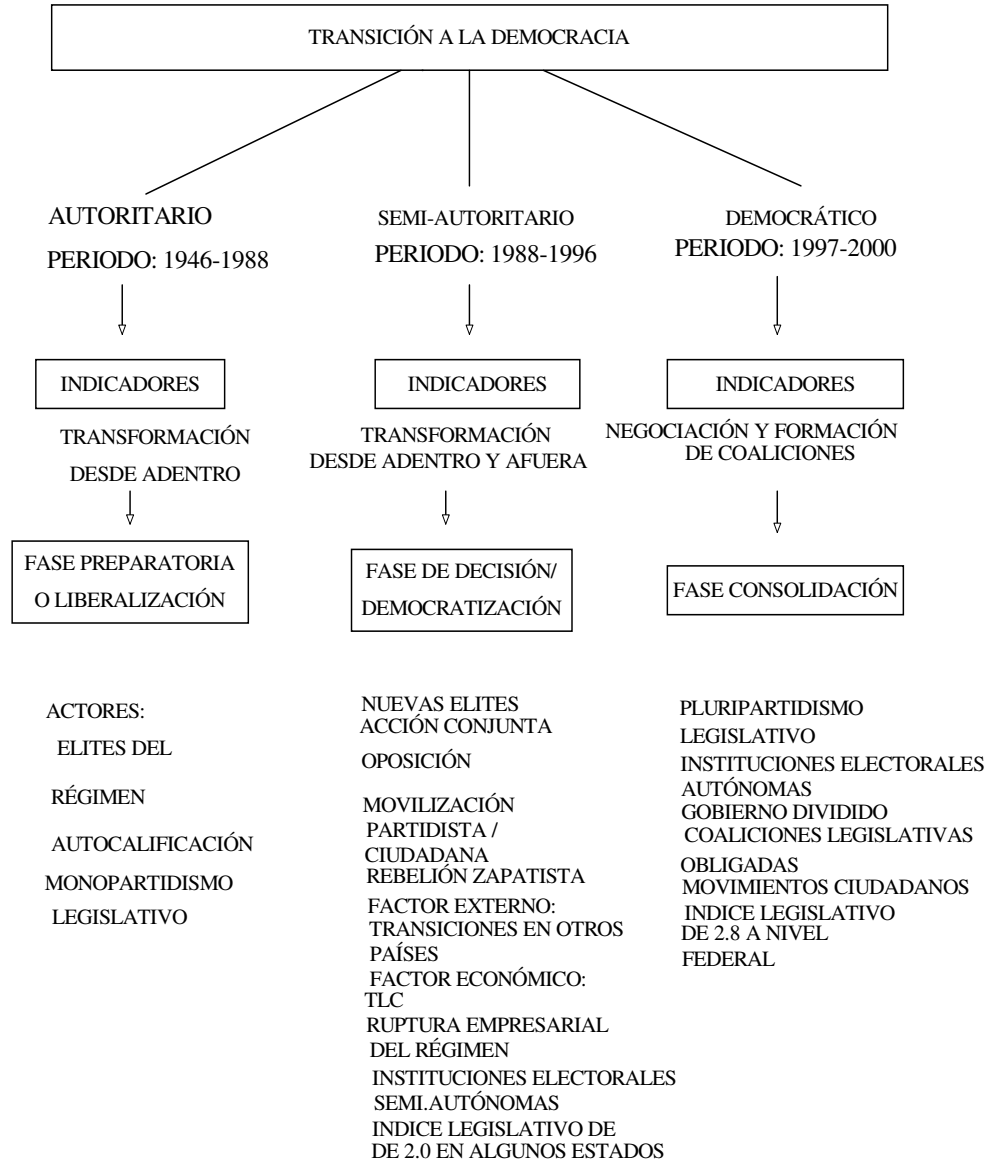 TRANSICIÓN A LA DEMOCRACIA
AUTORITARIO
PERIODO: 1946-1988
INDICADORES
TRANSFORMACIÓN
DESDE ADENTRO
FASE PREPARATORIA
O LIBERALIZACIÓN
ACTORES:
ELITES DEL
RÉGIMEN
AUTOCALIFICACIÓN
MONOPARTIDISMO
LEGISLATIVO
SEMI-AUTORITARIO
PERIODO: 1988-1996
INDICADORES
TRANSFORMACIÓN
DESDE ADENTRO Y AFUERA
FASE DE DECISIÓN/
DEMOCRATIZACIÓN
NUEVAS ELITES
ACCIÓN CONJUNTA
OPOSICIÓN
MOVILIZACIÓN
PARTIDISTA /
CIUDADANA
REBELIÓN ZAPATISTA
FACTOR EXTERNO:
TRANSICIONES EN OTROS
PAÍSES
FACTOR ECONÓMICO:
TLC
RUPTURA EMPRESARIAL
DEL RÉGIMEN
INSTITUCIONES ELECTORALES
SEMI.AUTÓNOMAS
INDICE LEGISLATIVO DE
DE 2.0 EN ALGUNOS ESTADOS
DEMOCRÁTICO
PERIODO: 1997-2000
INDICADORES
NEGOCIACIÓN Y FORMACIÓN
DE COALICIONES
FASE CONSOLIDACIÓN
PLURIPARTIDISMO
LEGISLATIVO
INSTITUCIONES ELECTORALES
AUTÓNOMAS
GOBIERNO DIVIDIDO
COALICIONES LEGISLATIVAS
OBLIGADAS
MOVIMIENTOS CIUDADANOS
INDICE LEGISLATIVO
DE 2.8 A NIVEL
FEDERAL